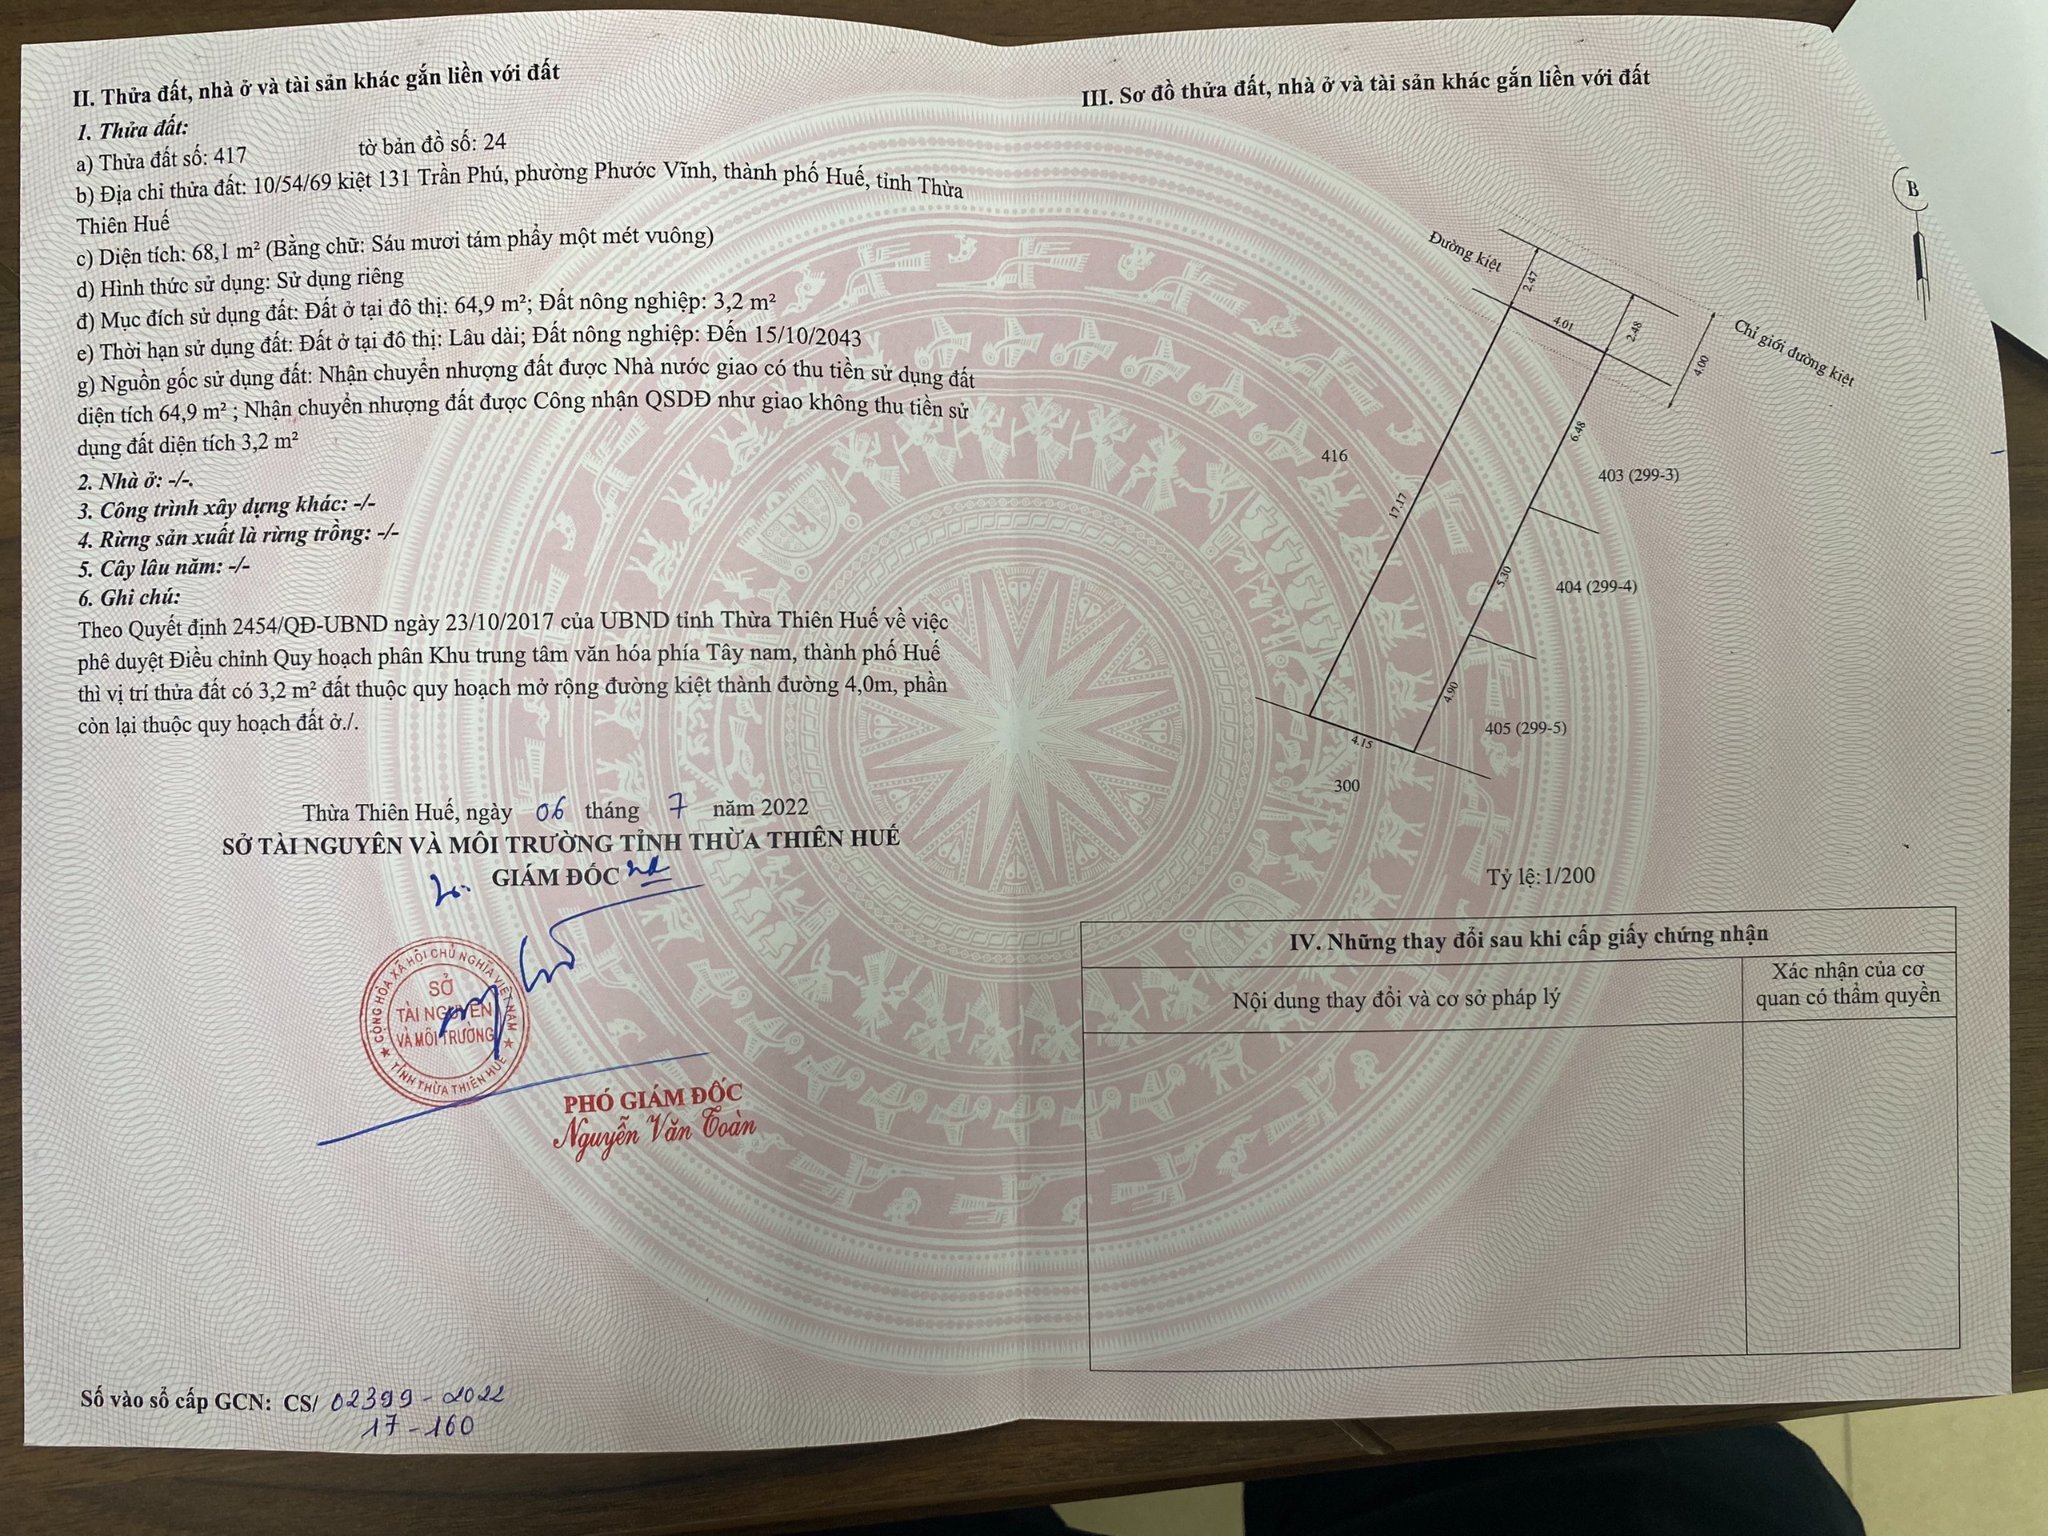 II. Thửa đất, nhà ở và tài sản khác gắn liền với đất
1. Thửa đất:
a) Thửa đất số: 417 tờ bản đồ số: 24
b) Địa chỉ thửa đất: 10/54/69 kiệt 131 Trần Phú, phường Phước Vĩnh, thành phố Huế, tỉnh Thừa
Thiên Huế
c) Diện tích: 68,1 m² (Bằng chữ: Sáu mươi tám phẩy một mét vuông)
d) Hình thức sử dụng: Sử dụng riêng
đ) Mục đích sử dụng đất: Đất ở tại đô thị: 64,9 m²; Đất nông nghiệp: 3,2 m²
e) Thời hạn sử dụng đất: Đất ở tại đô thị: Lâu dài; Đất nông nghiệp: Đến 15/10/2043
g) Nguồn gốc sử dụng đất: Nhận chuyển nhượng đất được Nhà nước giao có thu tiền sử dụng đất
diện tích 64,9 m² ; Nhận chuyển nhượng đất được Công nhận QSDĐ như giao không thu tiền sử
dụng đất diện tích 3,2 m²
2. Nhà ở: -/-.
3. Công trình xây dựng khác: -/-
4. Rừng sản xuất là rừng trồng: -/-
5. Cây lâu năm: -/-
6. Ghi chú:
Theo Quyết định 2454/QĐ-UBND ngày 23/10/2017 của UBND tỉnh Thừa Thiên Huế về việc
phê duyệt Điều chỉnh Quy hoạch phân Khu trung tâm văn hóa phía Tây nam, thành phố Huế
thì vị trí thửa đất có 3,2 m² đất thuộc quy hoạch mở rộng đường kiệt thành đường 4,0m, phần
còn lại thuộc quy hoạch đất ở./.
Thừa Thiên Huế, ngày 06 tháng 7 năm 2022
SỞ TÀI NGUYÊN VÀ MÔI TRƯỜNG TỈNH THỪA THIÊN HUẾ
GIÁM ĐỐC
CỘNG HÒA XÃ HỘI CHỦ NGHĨA VIỆT NAM
SỞ
TÀI NGUYÊN
VÀ MÔI TRƯỜNG
TỈNH THỪA THIÊN HUẾ
PHÓ GIÁM ĐỐC
Nguyễn Văn Toàn
Số vào sổ cấp GCN: CS/ 02399-2022
17-160
III. Sơ đồ thửa đất, nhà ở và tài sản khác gắn liền với đất
B
Đường kiệt
2.47
4.01
2.48
4.00
Chỉ giới đường kiệt
416
6.48
403 (299-3)
17.17
5.30
404 (299-4)
4.90
405 (299-5)
4.15
300
Tỷ lệ:1/200
IV. Những thay đổi sau khi cấp giấy chứng nhận
Nội dung thay đổi và cơ sở pháp lý
Xác nhận của cơ
quan có thẩm quyền